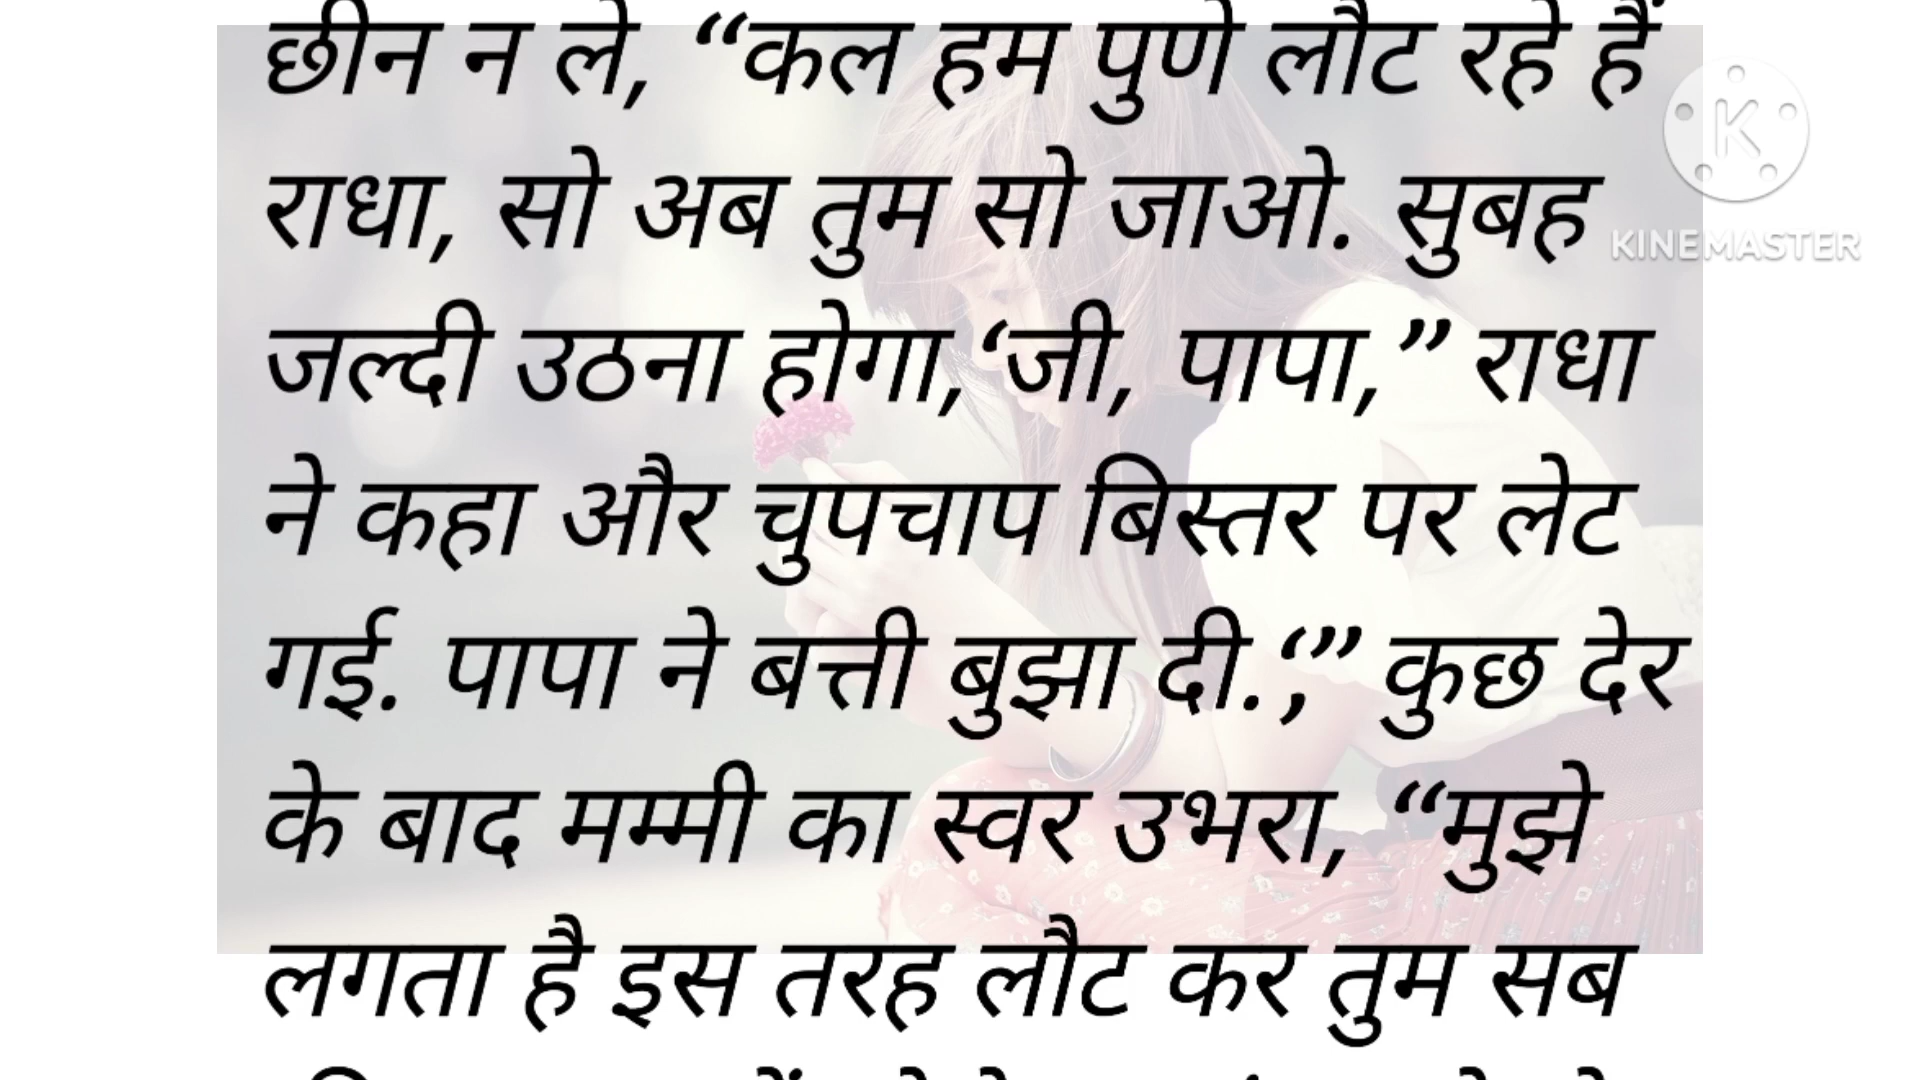 छीन न ले, “कल हम पुणे लौट रहे हैं
राधा, सो अब तुम सो जाओ. सुबह
जल्दी उठना होगा,‘जी, पापा,” राधा
ने कहा और चुपचाप बिस्तर पर लेट
गई. पापा ने बत्ती बुझा दी.‘,” कुछ देर
के बाद मम्मी का स्वर उभरा, “मुझे
लगता है इस तरह लौट कर तुम सब
K
KINEMASTER